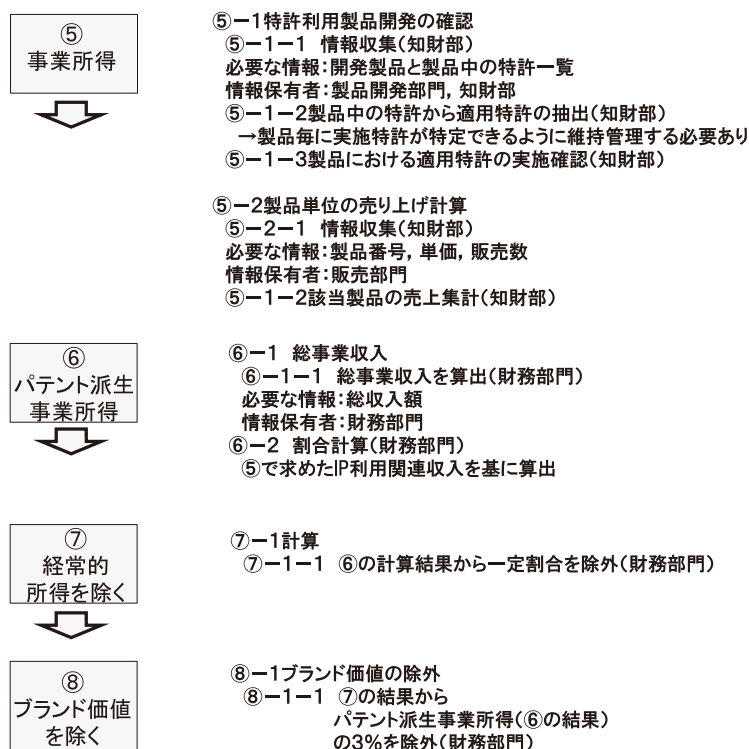 ⑤
事業所得
⑤ー1特許利用製品開発の確認
⑤ー1ー1 情報収集(知財部)
必要な情報:開発製品と製品中の特許一覧
情報保有者:製品開発部門, 知財部
⑤ー1ー2製品中の特許から適用特許の抽出(知財部)
→製品毎に実施特許が特定できるように維持管理する必要あり
⑤ー1ー3製品における適用特許の実施確認(知財部)
⑤ー2製品単位の売り上げ計算
⑤ー2ー1 情報収集(知財部)
必要な情報:製品番号, 単価, 販売数
情報保有者:販売部門
⑤ー1ー2該当製品の売上集計(知財部)
⑥
パテント派生
事業所得
⑥ー1 総事業収入
⑥ー1ー1 総事業収入を算出(財務部門)
必要な情報:総収入額
情報保有者:財務部門
⑥ー2 割合計算(財務部門)
⑤で求めたIP利用関連収入を基に算出
⑦
経常的
所得を除く
⑦ー1計算
⑦ー1ー1 ⑥の計算結果から一定割合を除外(財務部門)
⑧
ブランド価値
を除く
⑧ー1ブランド価値の除外
⑧ー1ー1 ⑦の結果から
パテント派生事業所得(⑥の結果)
の3%を除外(財務部門)